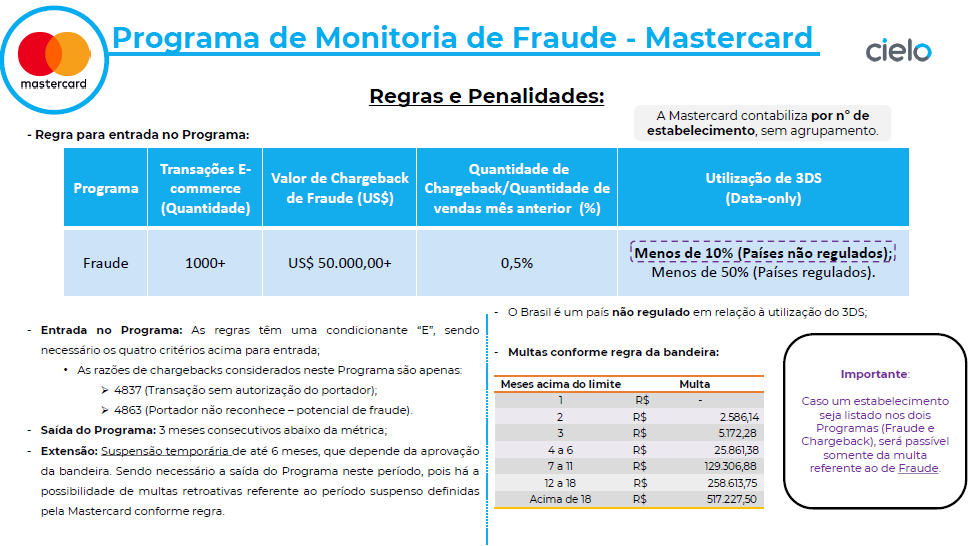 mastercard
Programa de Monitoria de Fraude - Mastercard
cielo
Regras e Penalidades:
A Mastercard contabiliza por nº de
estabelecimento, sem agrupamento.
- Regra para entrada no Programa:
Programa
Transações E-
commerce
(Quantidade)
Valor de Chargeback
de Fraude (US$)
Quantidade de
Chargeback/Quantidade de
vendas mês anterior (%)
Utilização de 3DS
(Data-only)
Fraude
1000+
US$ 50.000,00+
0,5%
Menos de 10% (Países não regulados);
Menos de 50% (Países regulados).
- Entrada no Programa: As regras têm uma condicionante “E”, sendo
necessário os quatro critérios acima para entrada;
• As razões de chargebacks considerados neste Programa são apenas:
➢ 4837 (Transação sem autorização do portador);
➢ 4863 (Portador não reconhece – potencial de fraude).
- Saída do Programa: 3 meses consecutivos abaixo da métrica;
- Extensão: Suspensão temporária de até 6 meses, que depende da aprovação
da bandeira. Sendo necessário a saída do Programa neste período, pois há a
possibilidade de multas retroativas referente ao período suspenso definidas
pela Mastercard conforme regra.
- O Brasil é um país não regulado em relação à utilização do 3DS;
- Multas conforme regra da bandeira:
Meses acima do limite Multa
1 R$ -
2 R$ 2.586,14
3 R$ 5.172,28
4 a 6 R$ 25.861,38
7 a 11 R$ 129.306,88
12 a 18 R$ 258.613,75
Acima de 18 R$ 517.227,50
Importante:
Caso um estabelecimento
seja listado nos dois
Programas (Fraude e
Chargeback), será passível
somente da multa
referente ao de Fraude.